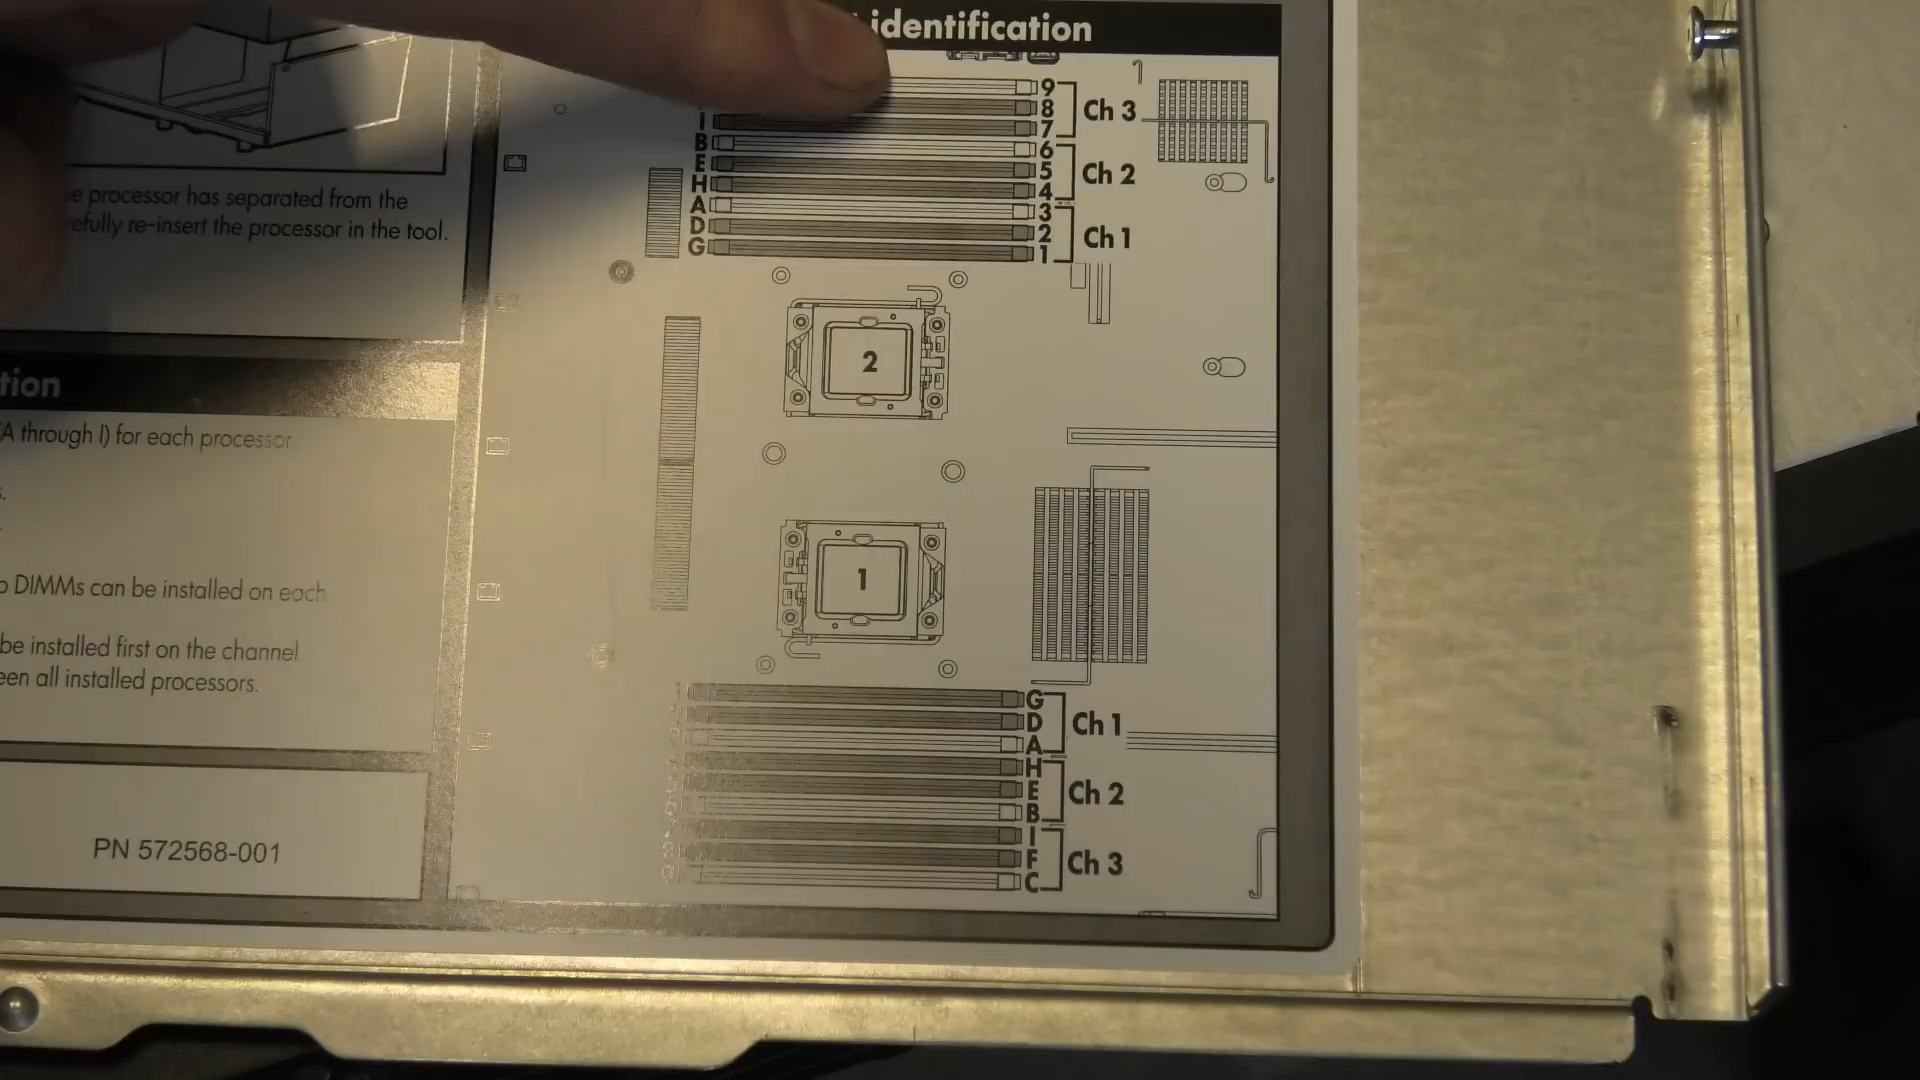 identification
9
8
Ch 3
I
7
B
6
E
5
Ch 2
H
4
A
3
D
2
Ch 1
G
1
e processor has separated from the
efully re-insert the processor in the tool.
2
tion
(A through I) for each processor
s.
o DIMMs can be installed on each
be installed first on the channel
een all installed processors.
1
G
D
Ch 1
A
H
E
Ch 2
B
I
F
Ch 3
C
PN 572568-001